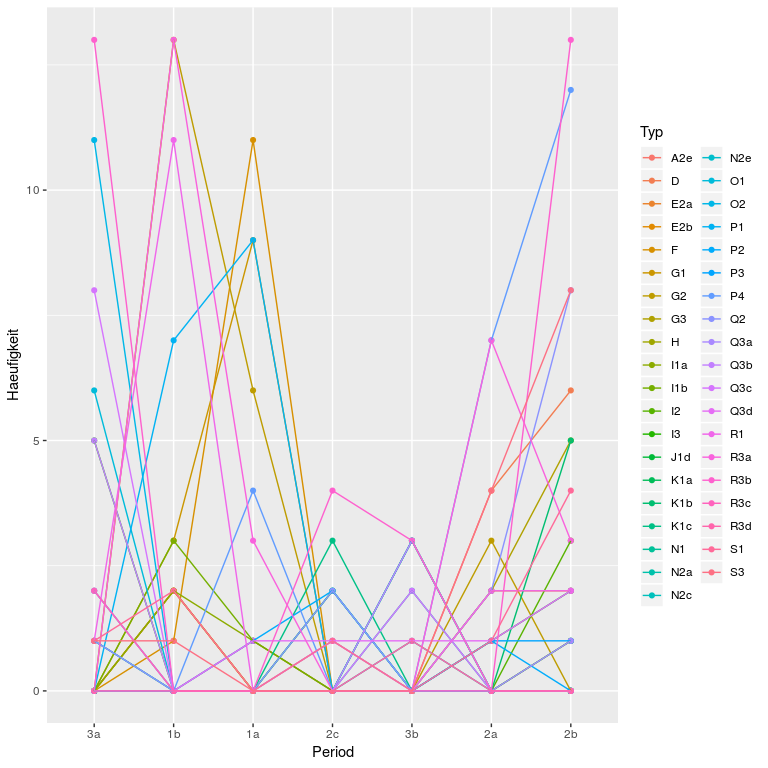 Haeufigkeit
10
5
0
3a 1b 1a 2c 3b 2a 2b
Period
Typ
A2e N2e
D O1
E2a O2
E2b P1
F P2
G1 P3
G2 P4
G3 Q2
H Q3a
I1a Q3b
I1b Q3c
I2 Q3d
I3 R1
J1d R3a
K1a R3b
K1b R3c
K1c R3d
N1 S1
N2a S3
N2c